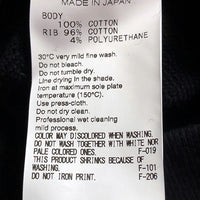 MADE IN JAPAN
BODY
100% COTTON
RIB 96% COTTON
4% POLYURETHANE
30°C very mild fine wash.
Do not bleach.
Do not tumble dry.
Line drying in the shade.
Iron at maximum sole plate
temperature (150°C).
Use press-cloth.
Do not dry clean.
Professional wet cleaning
mild process.
COLOR MAY DISCOLORED WHEN WASHING.
DO NOT WASH TOGETHER WITH WHITE NOR
PALE COLORED ONES. F-019
THIS PRODUCT SHRINKS BECAUSE OF
WASHING. F-101
DO NOT IRON PRINT. F-206